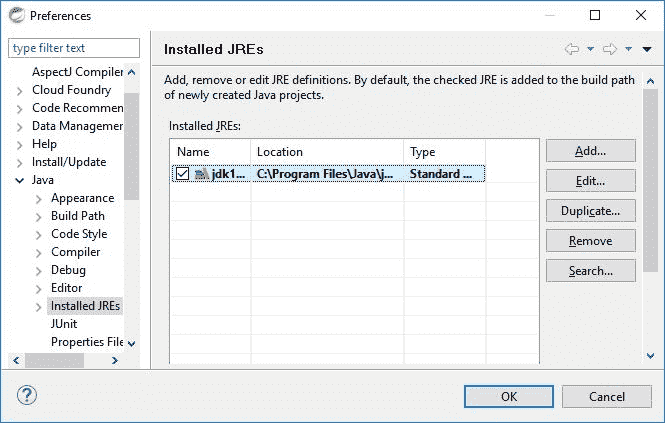 Preferences
type filter text
AspectJ Compiler
Cloud Foundry
Code Recommen
Data Managemer
Help
Install/Update
Java
Appearance
Build Path
Code Style
Compiler
Debug
Editor
Installed JREs
JUnit
Properties File
Installed JREs
Add, remove or edit JRE definitions. By default, the checked JRE is added to the build path
of newly created Java projects.
Installed JREs:
Name Location Type
jdk1... C:\Program Files\Java\j... Standard ...
Add...
Edit...
Duplicate...
Remove
Search...
?
OK Cancel